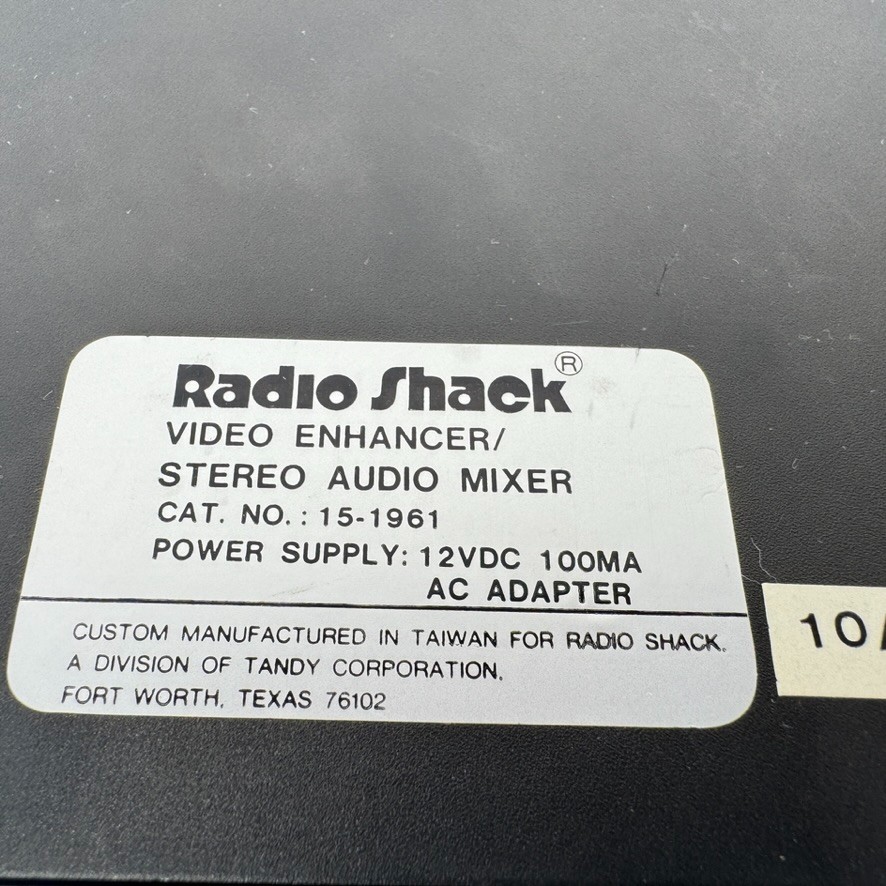 Radio Shack®
VIDEO ENHANCER/
STEREO AUDIO MIXER
CAT. NO.: 15-1961
POWER SUPPLY: 12VDC 100MA
AC ADAPTER
CUSTOM MANUFACTURED IN TAIWAN FOR RADIO SHACK.
A DIVISION OF TANDY CORPORATION.
FORT WORTH, TEXAS 76102
10